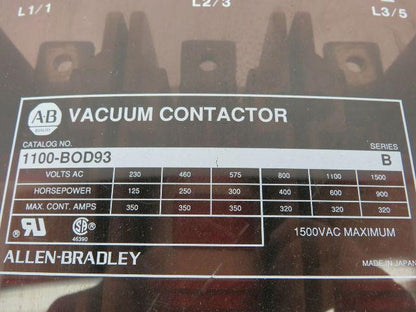 L1/1 L2/3 L3/5
A-B VACUUM CONTACTOR
CATALOG NO. SERIES
1100-BOD93 B
VOLTS AC 230 460 575 800 1100 1500
HORSEPOWER 125 250 300 400 600 900
MAX. CONT. AMPS 350 350 350 320 320 320
46390
1500VAC MAXIMUM
ALLEN-BRADLEY MADE IN JAPAN